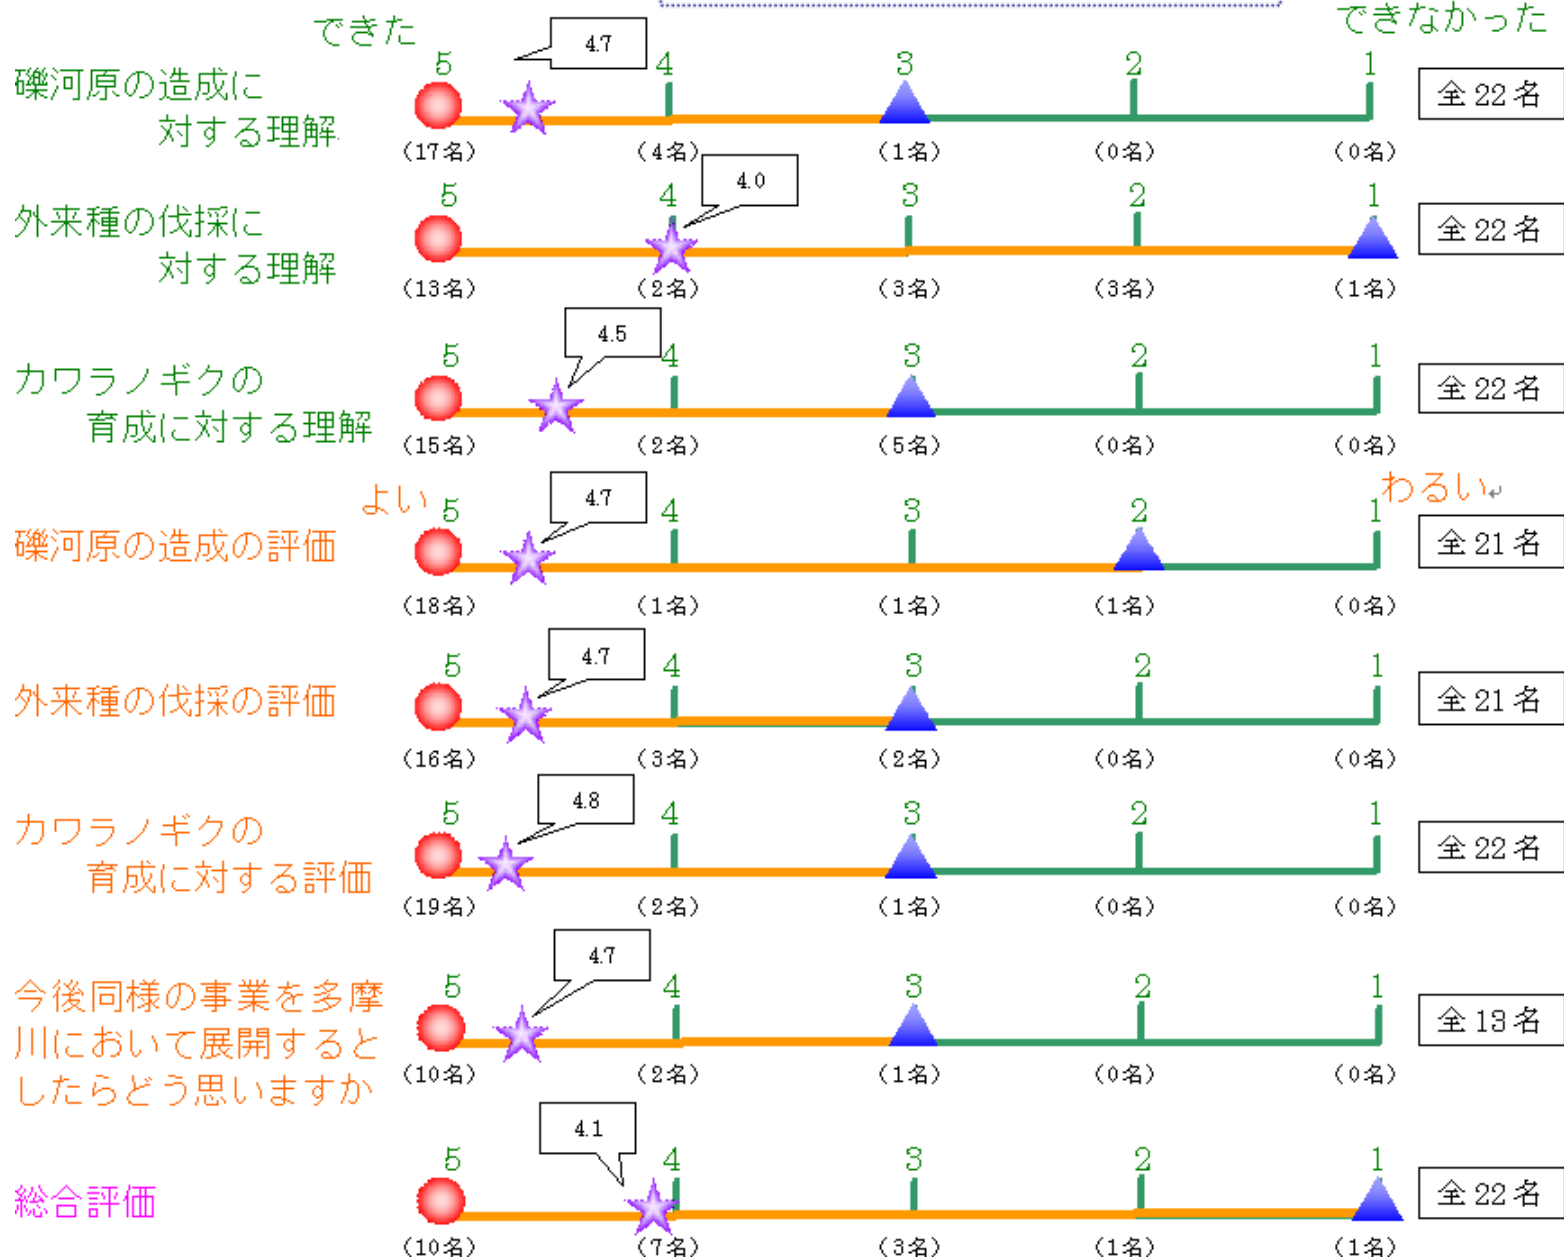 できた
できなかった
4.7
5 4 3 2 1
礫河原の造成に
対する理解
全22名
(17名) (4名) (1名) (0名) (0名)
4.0
5 4 3 2 1
外来種の伐採に
対する理解
全22名
(13名) (2名) (3名) (3名) (1名)
4.5
5 4 3 2 1
カワラノギクの
育成に対する理解
全22名
(15名) (2名) (5名) (0名) (0名)
よい
わるい
4.7
5 4 3 2 1
礫河原の造成の評価
全21名
(18名) (1名) (1名) (1名) (0名)
4.7
5 4 3 2 1
外来種の伐採の評価
全21名
(16名) (3名) (2名) (0名) (0名)
4.8
5 4 3 2 1
カワラノギクの
育成に対する評価
全22名
(19名) (2名) (1名) (0名) (0名)
4.7
5 4 3 2 1
今後同様の事業を多摩
川において展開すると
したらどう思いますか
全13名
(10名) (2名) (1名) (0名) (0名)
4.1
5 4 3 2 1
総合評価
全22名
(10名) (7名) (3名) (1名) (1名)